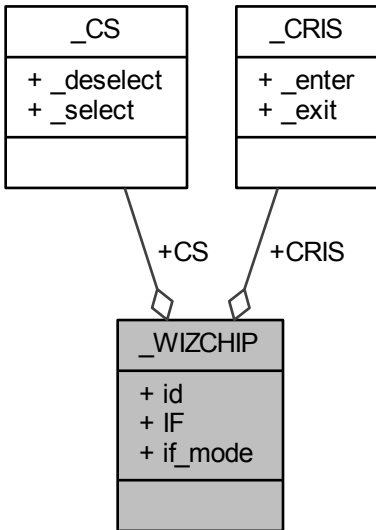 _CS
+ _deselect
+ _select
_CRIS
+ _enter
+ _exit
+CS
+CRIS
_WIZCHIP
+ id
+ IF
+ if_mode